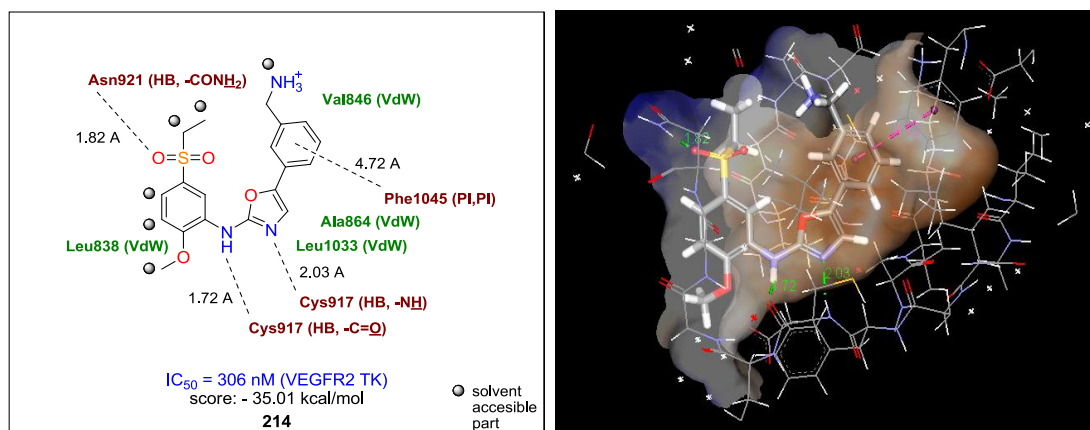 Asn921 (HB, -CONH₂)
NH₃⁺
Val846 (VdW)
1.82 A
O
S
O
4.72 A
Phe1045 (PI,PI)
O
Ala864 (VdW)
Leu838 (VdW)
N
H
N
Leu1033 (VdW)
O
2.03 A
1.72 A
Cys917 (HB, -NH)
Cys917 (HB, -C=O)
IC₅₀ = 306 nM (VEGFR2 TK)
score: - 35.01 kcal/mol
214
solvent
accesible
part
1.82
2.03